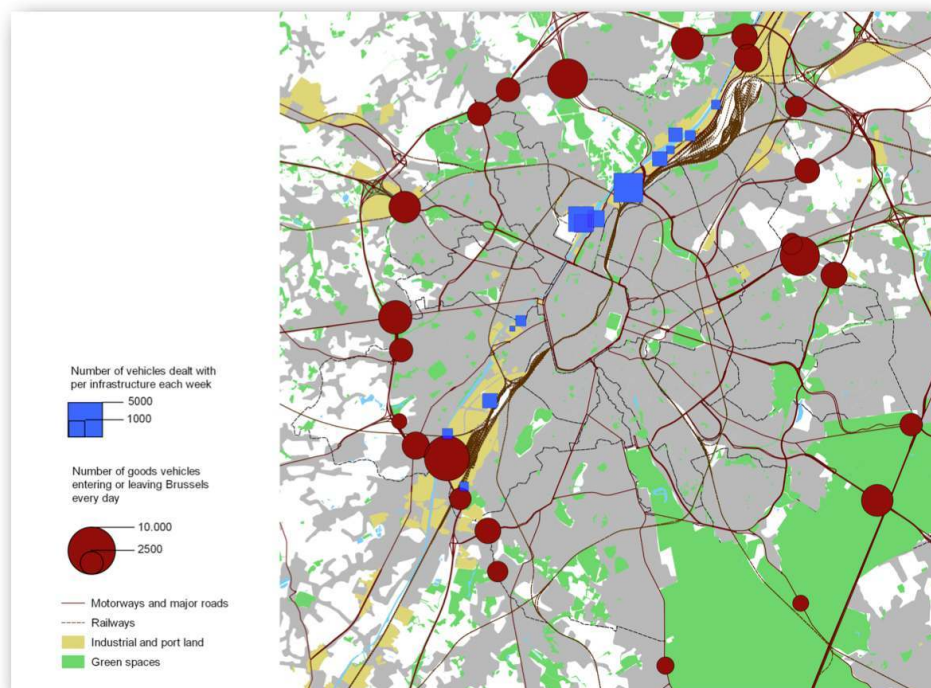 Number of vehicles dealt with
per infrastructure each week
5000
1000
Number of goods vehicles
entering or leaving Brussels
every day
10.000
2500
Motorways and major roads
Railways
Industrial and port land
Green spaces